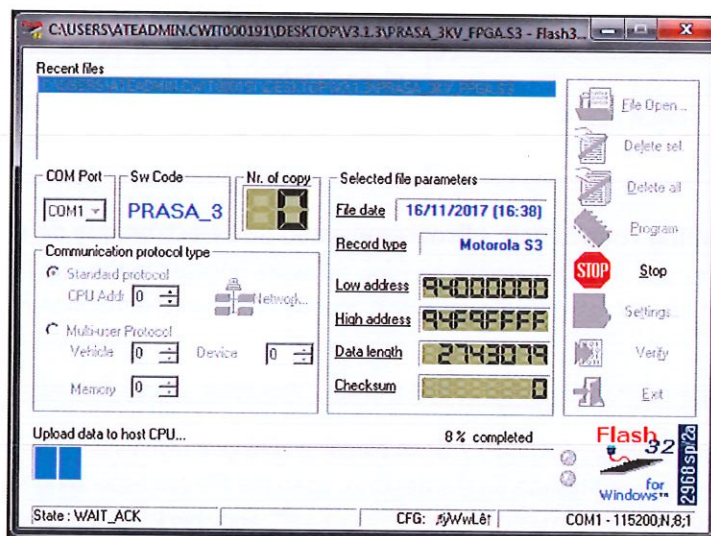 C:\USERS\ATEADMIN.CWIT000191\DESKTOP\V3.1.3\PRASA_3KV_FPGA.S3 - Flash3...
Recent files
File Open ...
Delete sel.
Delete all
Program
STOP Stop
Settings...
Verify
Exit
COM Port
COM1
Sw Code
PRASA_3
Nr. of copy
0
Communication protocol type
Standard protocol
CPU Addr 0
Network...
Multi-user Protocol
Vehicle 0 Device 0
Memory 0
Selected file parameters
File date 16/11/2017 (16:38)
Record type Motorola S3
Low address 94000000
High address
Data length 2743079
Checksum 0
Upload data to host CPU... 8 % completed
Flash 32
for
Windows™
2968sp/2a
State : WAIT_ACK
CFG:
COM1 - 115200,N,8,1